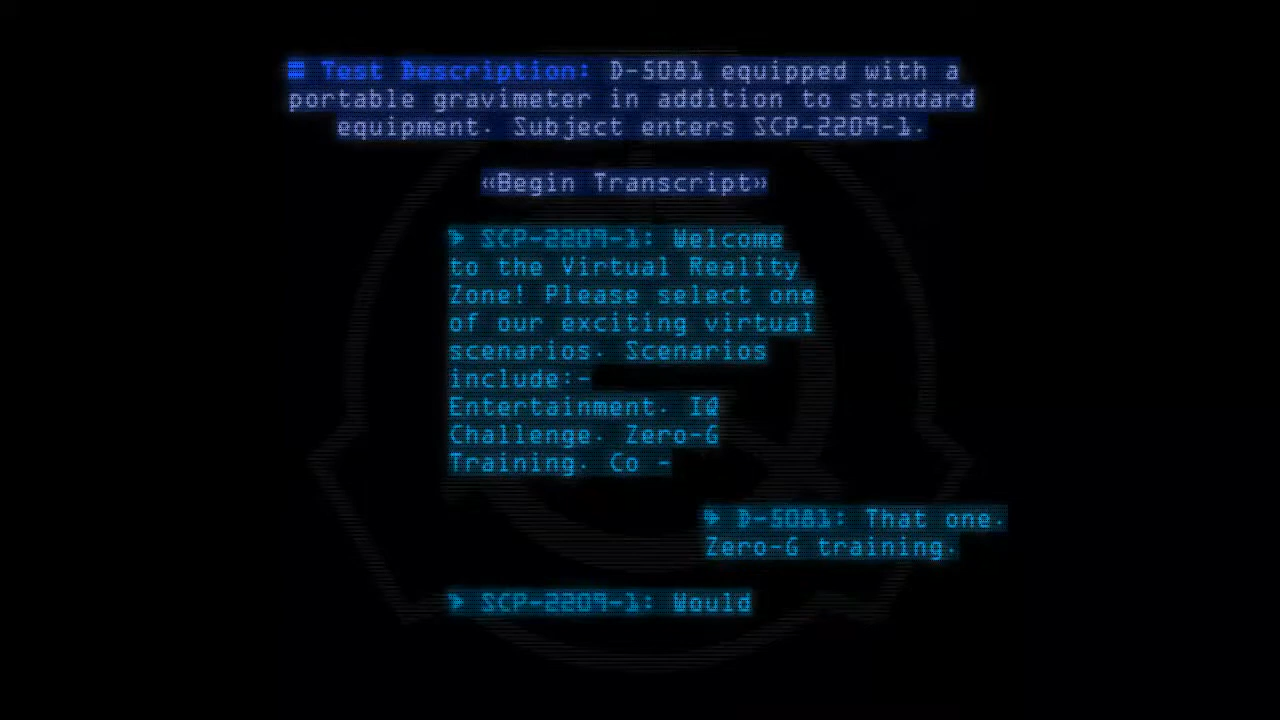 ≡ Test Description: D-5081 equipped with a
portable gravimeter in addition to standard
equipment. Subject enters SCP-2209-1.
«Begin Transcript»
► SCP-2209-1: Welcome
to the Virtual Reality
Zone! Please select one
of our exciting virtual
scenarios. Scenarios
include:-
Entertainment. IQ
Challenge. Zero-G
Training. Co -
► D-5081: That one.
Zero-G training.
► SCP-2209-1: Would